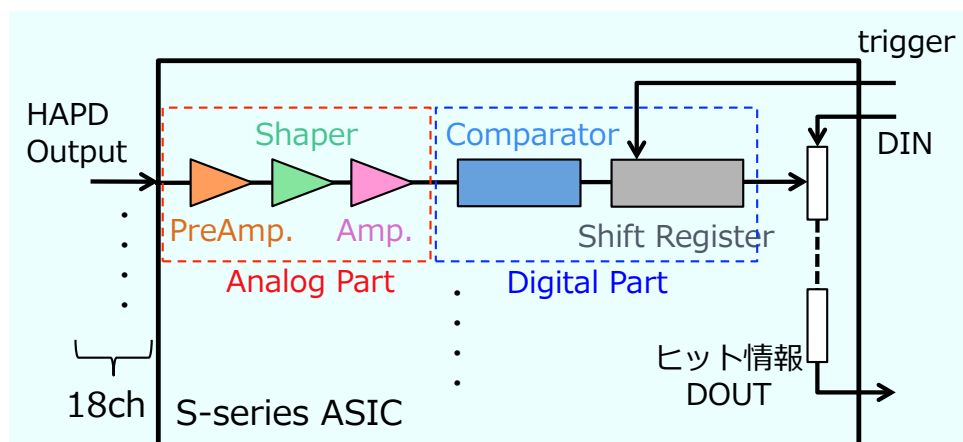 trigger
HAPD
Output
Shaper
Comparator
DIN
PreAmp.
Amp.
Shift Register
Analog Part
Digital Part
ヒット情報
DOUT
18ch
S-series ASIC